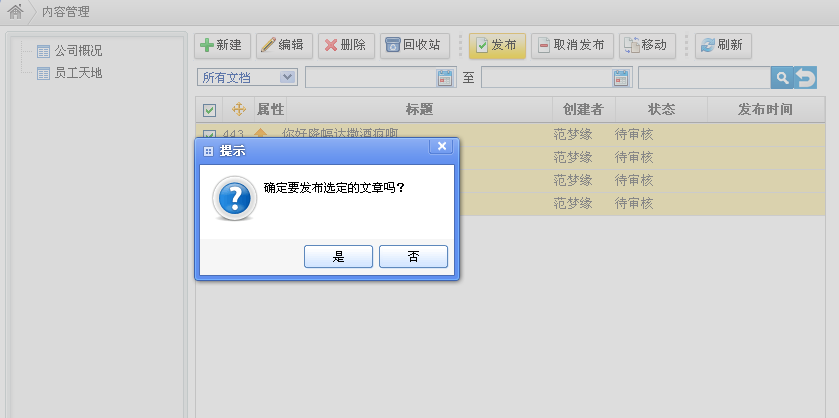 内容管理
公司概况
员工天地
新建 编辑 删除 回收站 发布 取消发布 移动 刷新
所有文档 至
属性 标题 创建者 状态 发布时间
443 范梦缘 待审核
范梦缘 待审核
范梦缘 待审核
范梦缘 待审核
提示
确定要发布选定的文章吗？
是 否